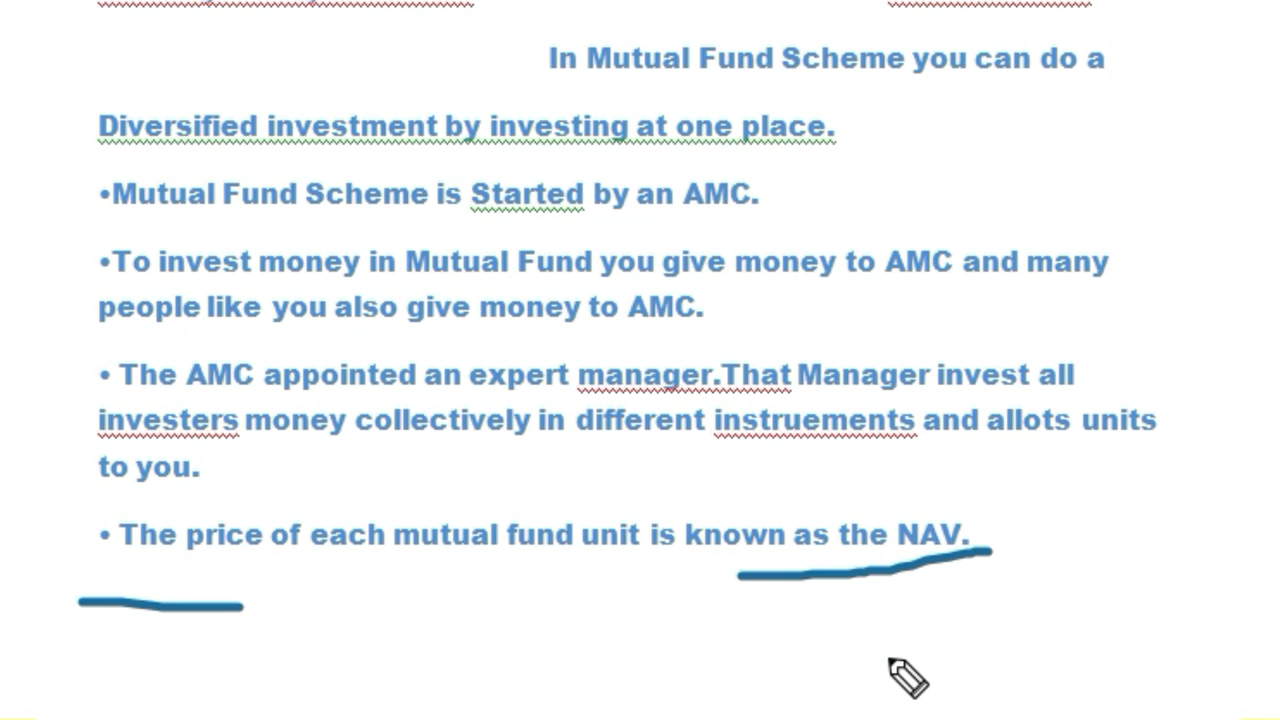 In Mutual Fund Scheme you can do a
Diversified investment by investing at one place.
•Mutual Fund Scheme is Started by an AMC.
•To invest money in Mutual Fund you give money to AMC and many
people like you also give money to AMC.
• The AMC appointed an expert manager.That Manager invest all
investers money collectively in different instruements and allots units
to you.
• The price of each mutual fund unit is known as the NAV.